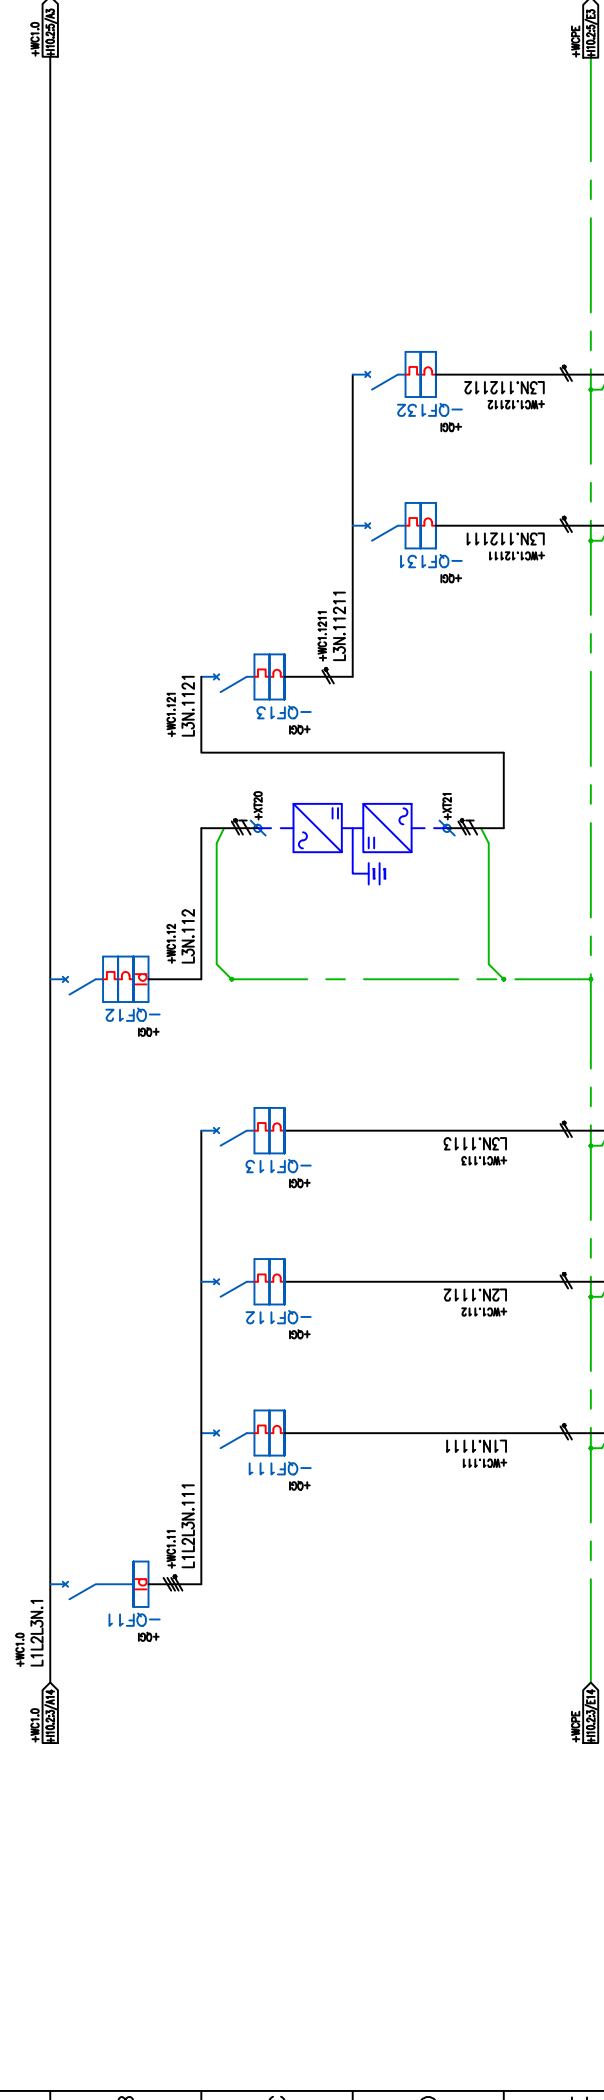 +WC1.0
+I10.2:5/A3
+WCPE
+I10.2:5/E3
L3N.112112
+WC1.12112
-QF132
+QGI
L3N.112111
+WC1.12111
-QF131
+QGI
+WC1.1211
L3N.11211
+WC1.121
L3N.1121
-QF13
+QGI
+XT20
+XT21
+WC1.12
L3N.112
-QF12
+QGI
L3N.1113
+WC1.113
-QF113
+QGI
L2N.1112
+WC1.112
-QF112
+QGI
L1N.1111
+WC1.111
-QF111
+QGI
+WC1.11
L1L2L3N.111
-QF11
+QGI
+WC1.0
L1L2L3N.1
+WC1.0
+I10.2:3/A14
+WCPE
+I10.2:3/E14